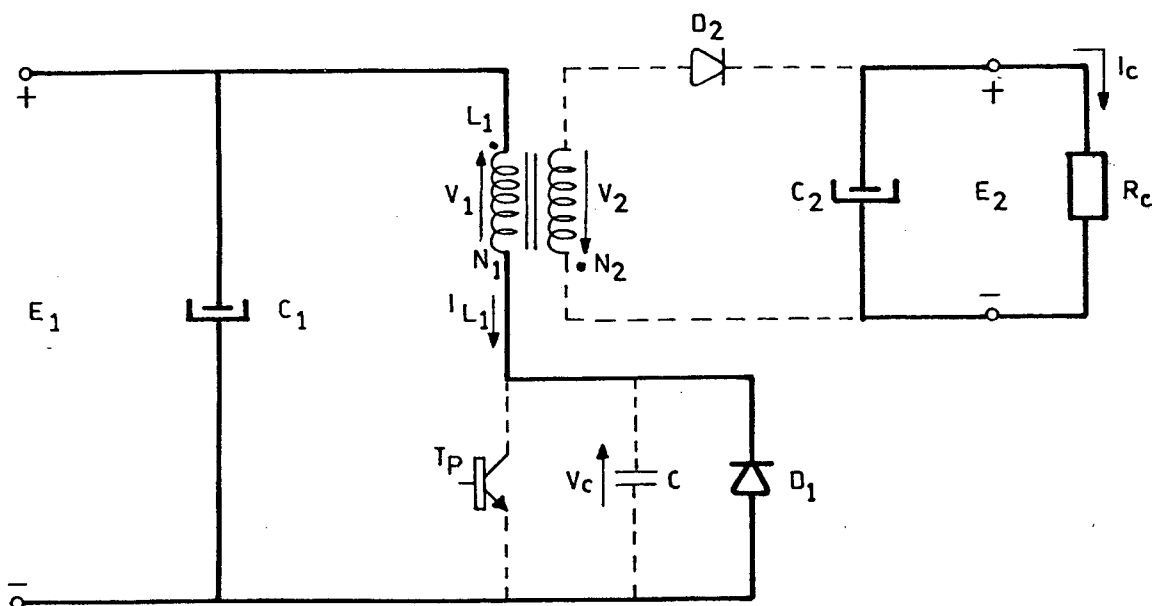 D2
+
L1
V1
V2
C2
+
E2
Ic
Rc
N1
N2
E1
C1
IL1
−
TP
Vc
C
D1
−